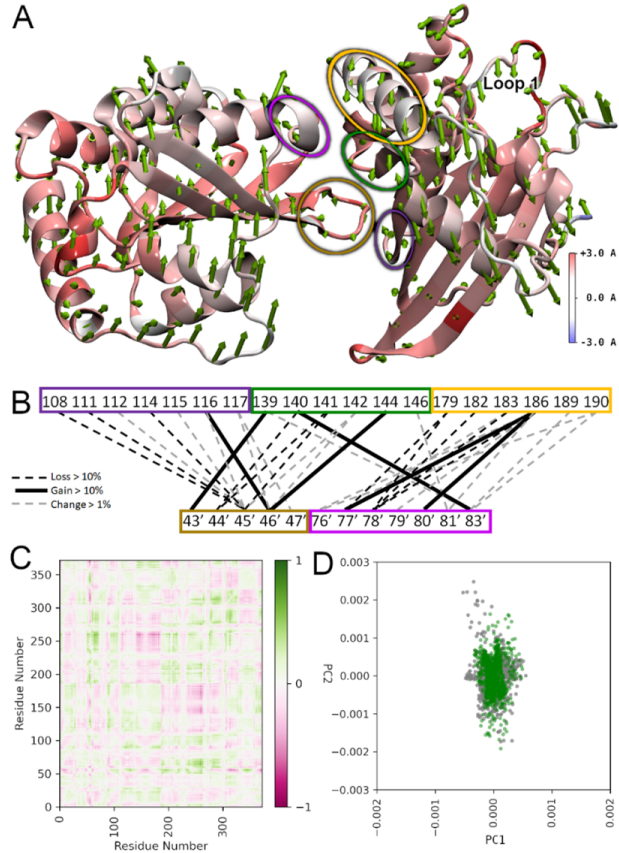 A
Loop 1
+3.0 A
0.0 A
-3.0 A
B
108 111 112 114 115 116 117 139 140 141 142 144 146 179 182 183 186 189 190
Loss > 10%
Gain > 10%
Change > 1%
43’ 44’ 45’ 46’ 47’ 76’ 77’ 78’ 79’ 80’ 81’ 83’
C
Residue Number
350
300
250
200
150
100
50
0
0
100
200
300
Residue Number
1
0
−1
D
PC2
0.003
0.002
0.001
0.000
−0.001
−0.002
−0.003
−0.002
−0.001
0.000
0.001
0.002
PC1